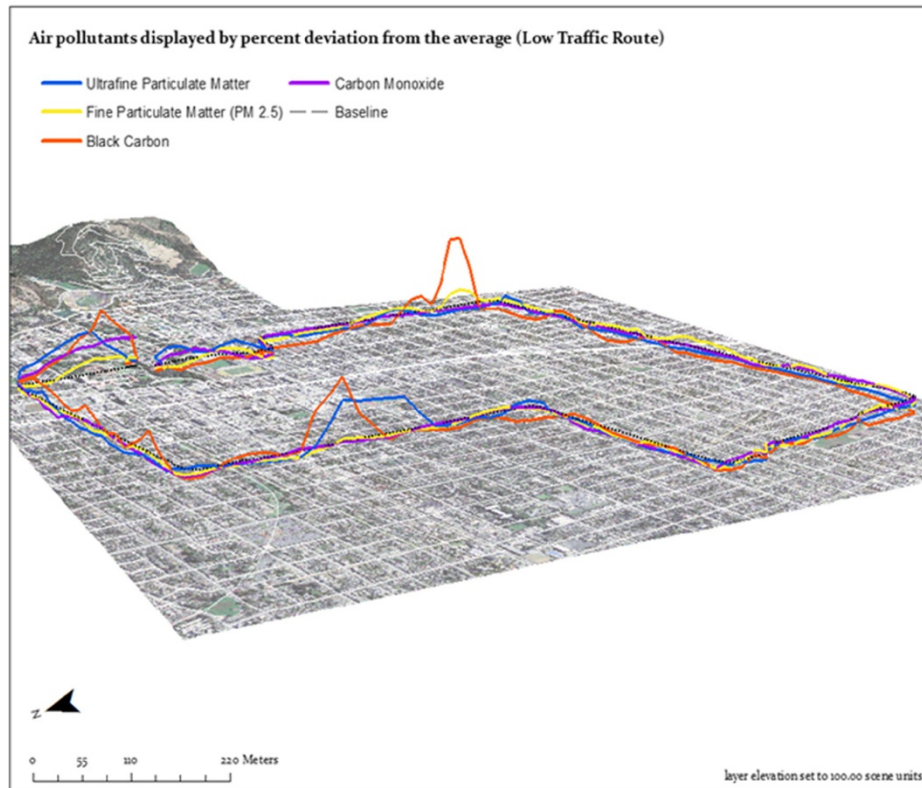 Air pollutants displayed by percent deviation from the average (Low Traffic Route)
Ultrafine Particulate Matter
Carbon Monoxide
Fine Particulate Matter (PM 2.5)
Baseline
Black Carbon
N
0 55 110 220 Meters
layer elevation set to 100.00 scene units